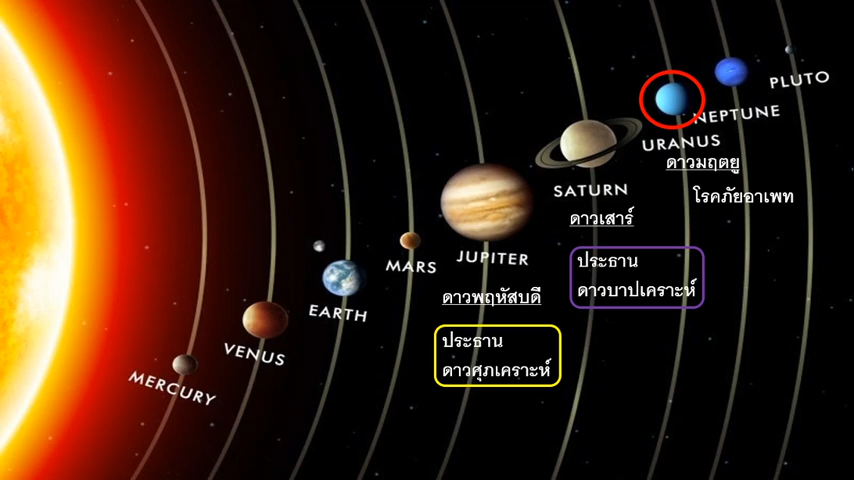 PLUTO
NEPTUNE
URANUS
ดาวมฤตยู
โรคภัยอาเพท
SATURN
ดาวเสาร์
ประธาน
ดาวบาปเคราะห์
JUPITER
ดาวพฤหัสบดี
ประธาน
ดาวศุภเคราะห์
MARS
EARTH
VENUS
MERCURY